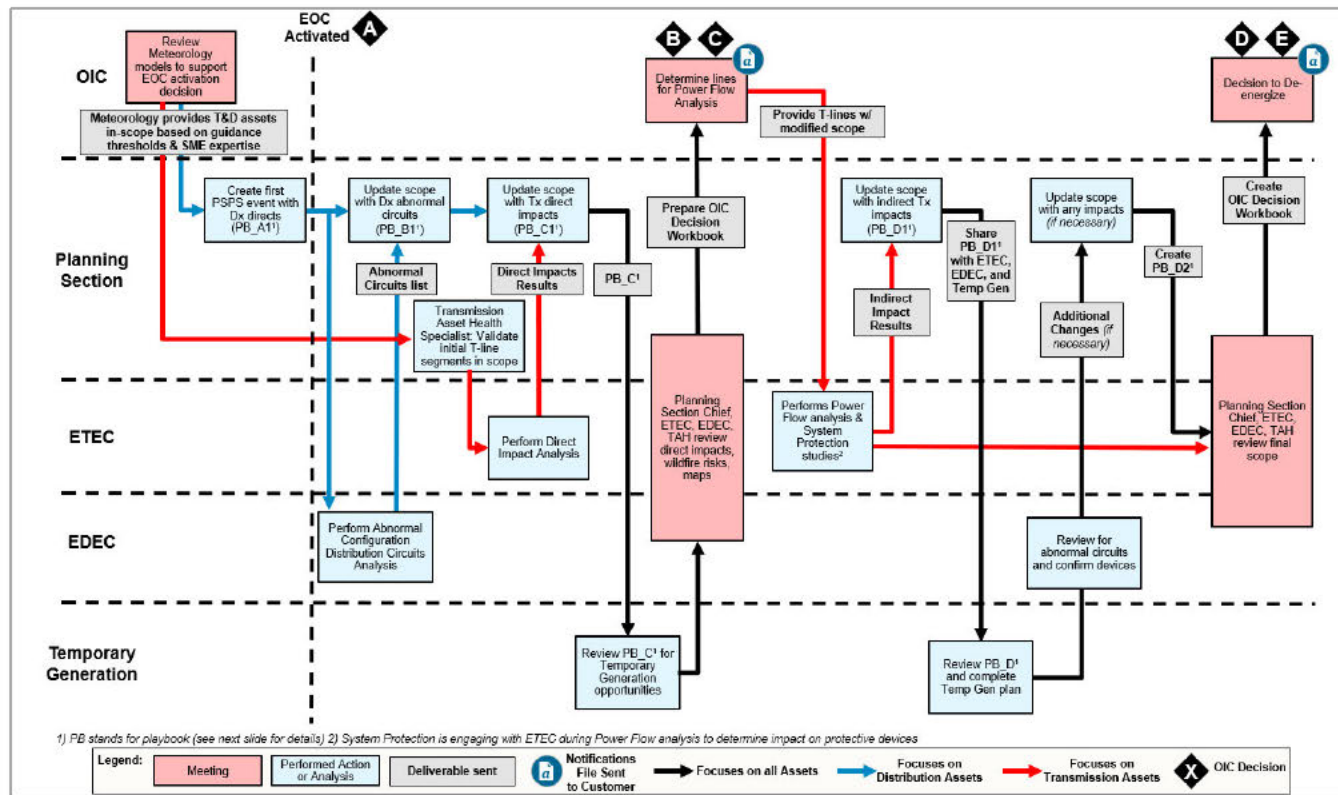 EOC
Activated
A
B
C
D
E
OIC
Review
Meteorology
models to support
EOC activation
decision
Meteorology provides T&D assets
in-scope based on guidance
thresholds & SME expertise
a
Determine lines
for Power Flow
Analysis
Provide T-lines w/
modified scope
a
Decision to De-
energize
Planning
Section
Create first
PSPS event with
Dx directs
(PB_A1¹)
Update scope
with Dx abnormal
circuits
(PB_B1¹)
Update scope
with Tx direct
impacts
(PB_C1¹)
Abnormal
Circuits list
Direct Impacts
Results
PB_C¹
Prepare OIC
Decision
Workbook
Transmission
Asset Health
Specialist: Validate
initial T-line
segments in scope
Update scope
with indirect Tx
impacts
(PB_D1¹)
Share
PB_D1¹
with ETEC,
EDEC, and
Temp Gen
Indirect
Impact
Results
Update scope
with any impacts
(if necessary)
Create
PB_D2¹
Additional
Changes (if
necessary)
Create
OIC Decision
Workbook
ETEC
Perform Direct
Impact Analysis
Planning
Section Chief,
ETEC, EDEC,
TAH review
direct impacts,
wildfire risks,
maps
Performs Power
Flow analysis &
System
Protection
studies²
Planning Section
Chief, ETEC,
EDEC, TAH
review final
scope
EDEC
Perform Abnormal
Configuration
Distribution Circuits
Analysis
Review for
abnormal circuits
and confirm devices
Temporary
Generation
Review PB_C¹ for
Temporary
Generation
opportunities
Review PB_D¹
and complete
Temp Gen plan
1) PB stands for playbook (see next slide for details) 2) System Protection is engaging with ETEC during Power Flow analysis to determine impact on protective devices
Legend:
Meeting
Performed Action
or Analysis
Deliverable sent
a
Notifications
File Sent
to Customer
Focuses on all Assets
Focuses on
Distribution Assets
Focuses on
Transmission Assets
X
OIC Decision